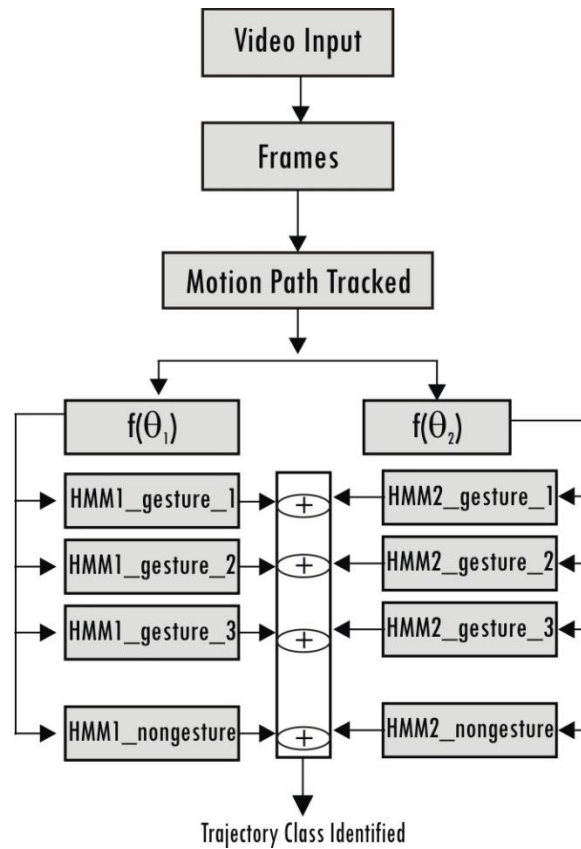 Video Input
Frames
Motion Path Tracked
f(θ₁)
f(θ₂)
HMM1_gesture_1
+
HMM2_gesture_1
HMM1_gesture_2
+
HMM2_gesture_2
HMM1_gesture_3
+
HMM2_gesture_3
HMM1_nongesture
+
HMM2_nongesture
Trajectory Class Identified